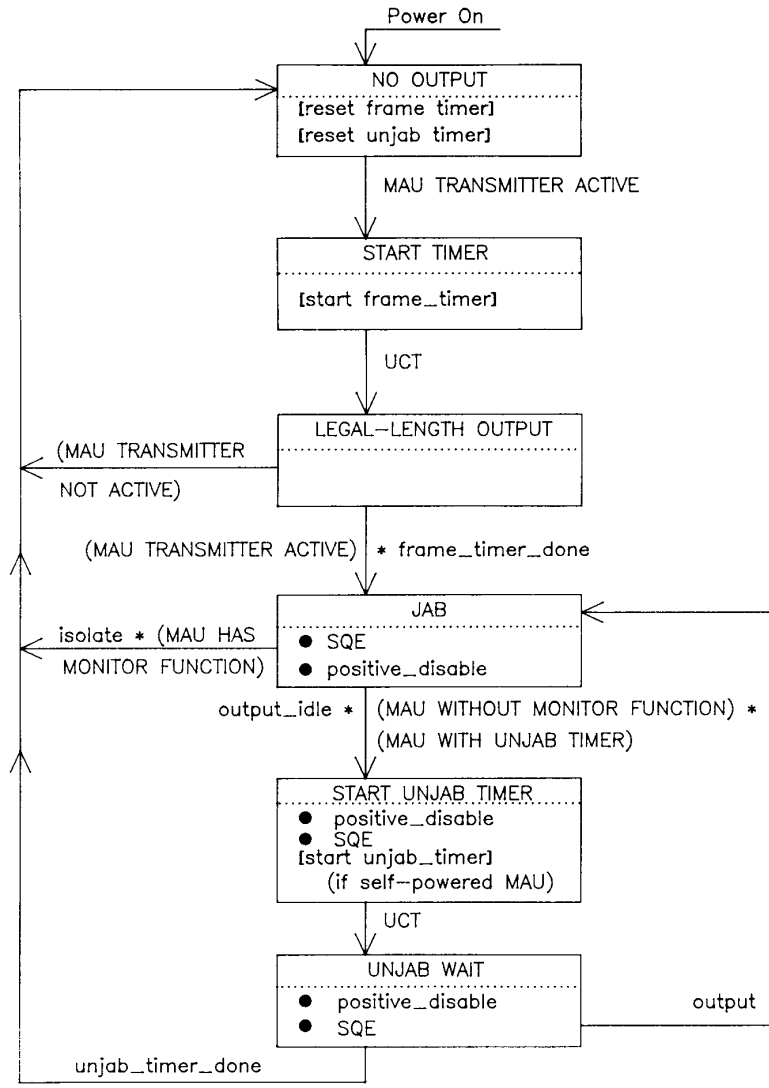 Power On
NO OUTPUT
[reset frame timer]
[reset unjab timer]
MAU TRANSMITTER ACTIVE
START TIMER
[start frame_timer]
UCT
LEGAL-LENGTH OUTPUT
(MAU TRANSMITTER
NOT ACTIVE)
(MAU TRANSMITTER ACTIVE) * frame_timer_done
JAB
● SQE
● positive_disable
isolate * (MAU HAS
MONITOR FUNCTION)
output_idle * (MAU WITHOUT MONITOR FUNCTION) *
(MAU WITH UNJAB TIMER)
START UNJAB TIMER
● positive_disable
● SQE
[start unjab_timer]
(if self-powered MAU)
UCT
UNJAB WAIT
● positive_disable
● SQE
output
unjab_timer_done